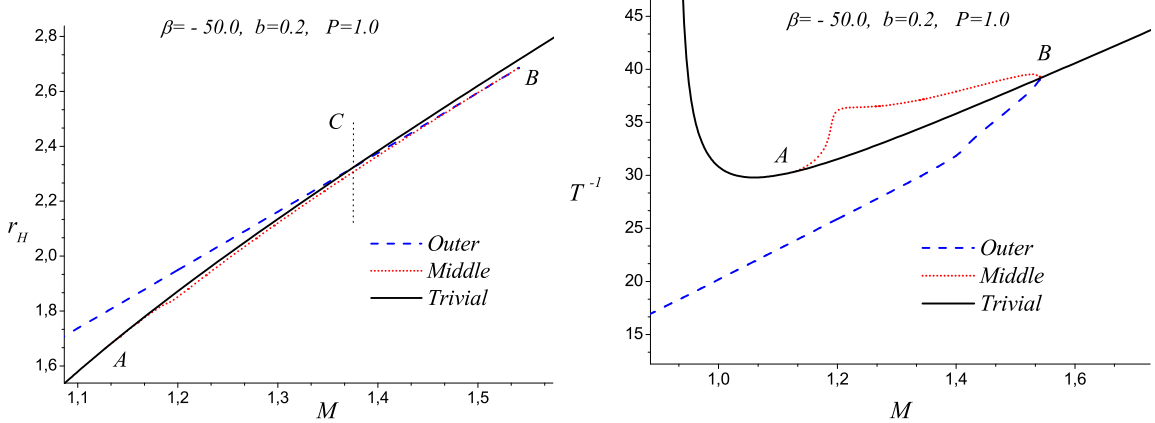 β= - 50.0, b=0.2, P=1.0
2,8
2,6
2,4
2,2
2,0
1,8
1,6
r_H
A
B
C
Outer
Middle
Trivial
1,1 1,2 1,3 1,4 1,5
M
β= - 50.0, b=0.2, P=1.0
45
40
35
30
25
20
15
T⁻¹
A
B
Outer
Middle
Trivial
1,0 1,2 1,4 1,6
M